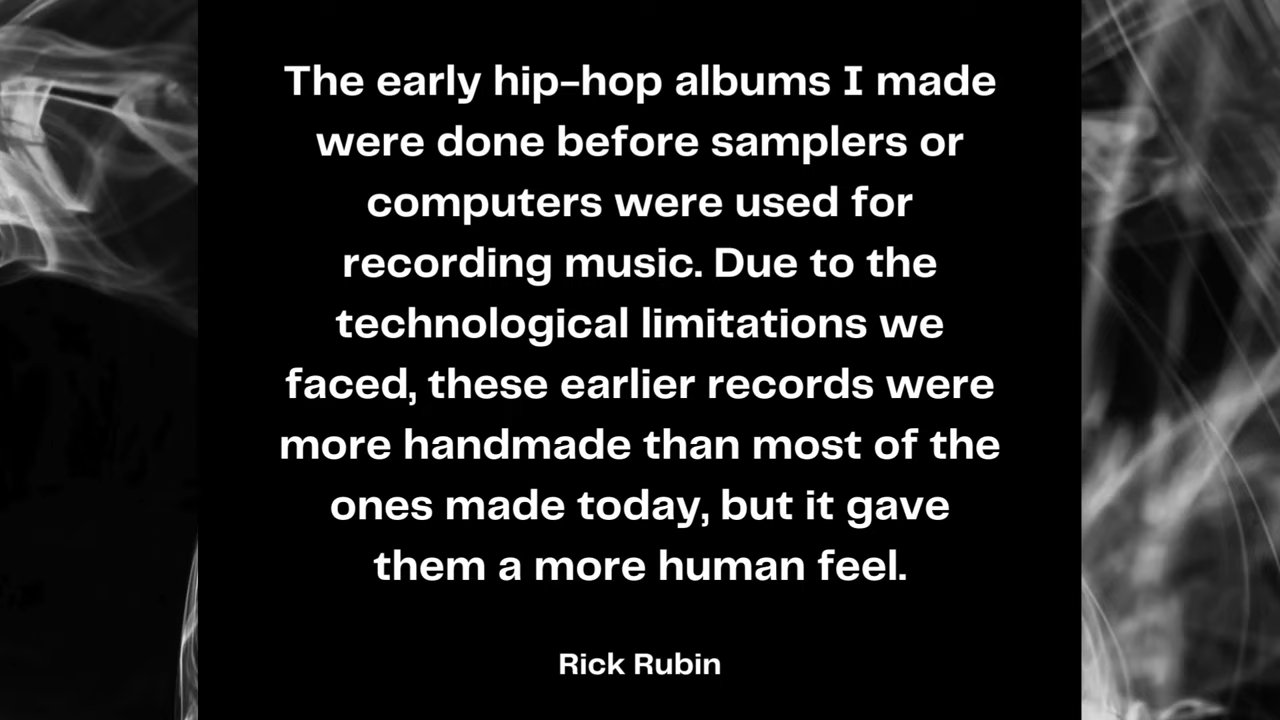 The early hip-hop albums I made
were done before samplers or
computers were used for
recording music. Due to the
technological limitations we
faced, these earlier records were
more handmade than most of the
ones made today, but it gave
them a more human feel.
Rick Rubin